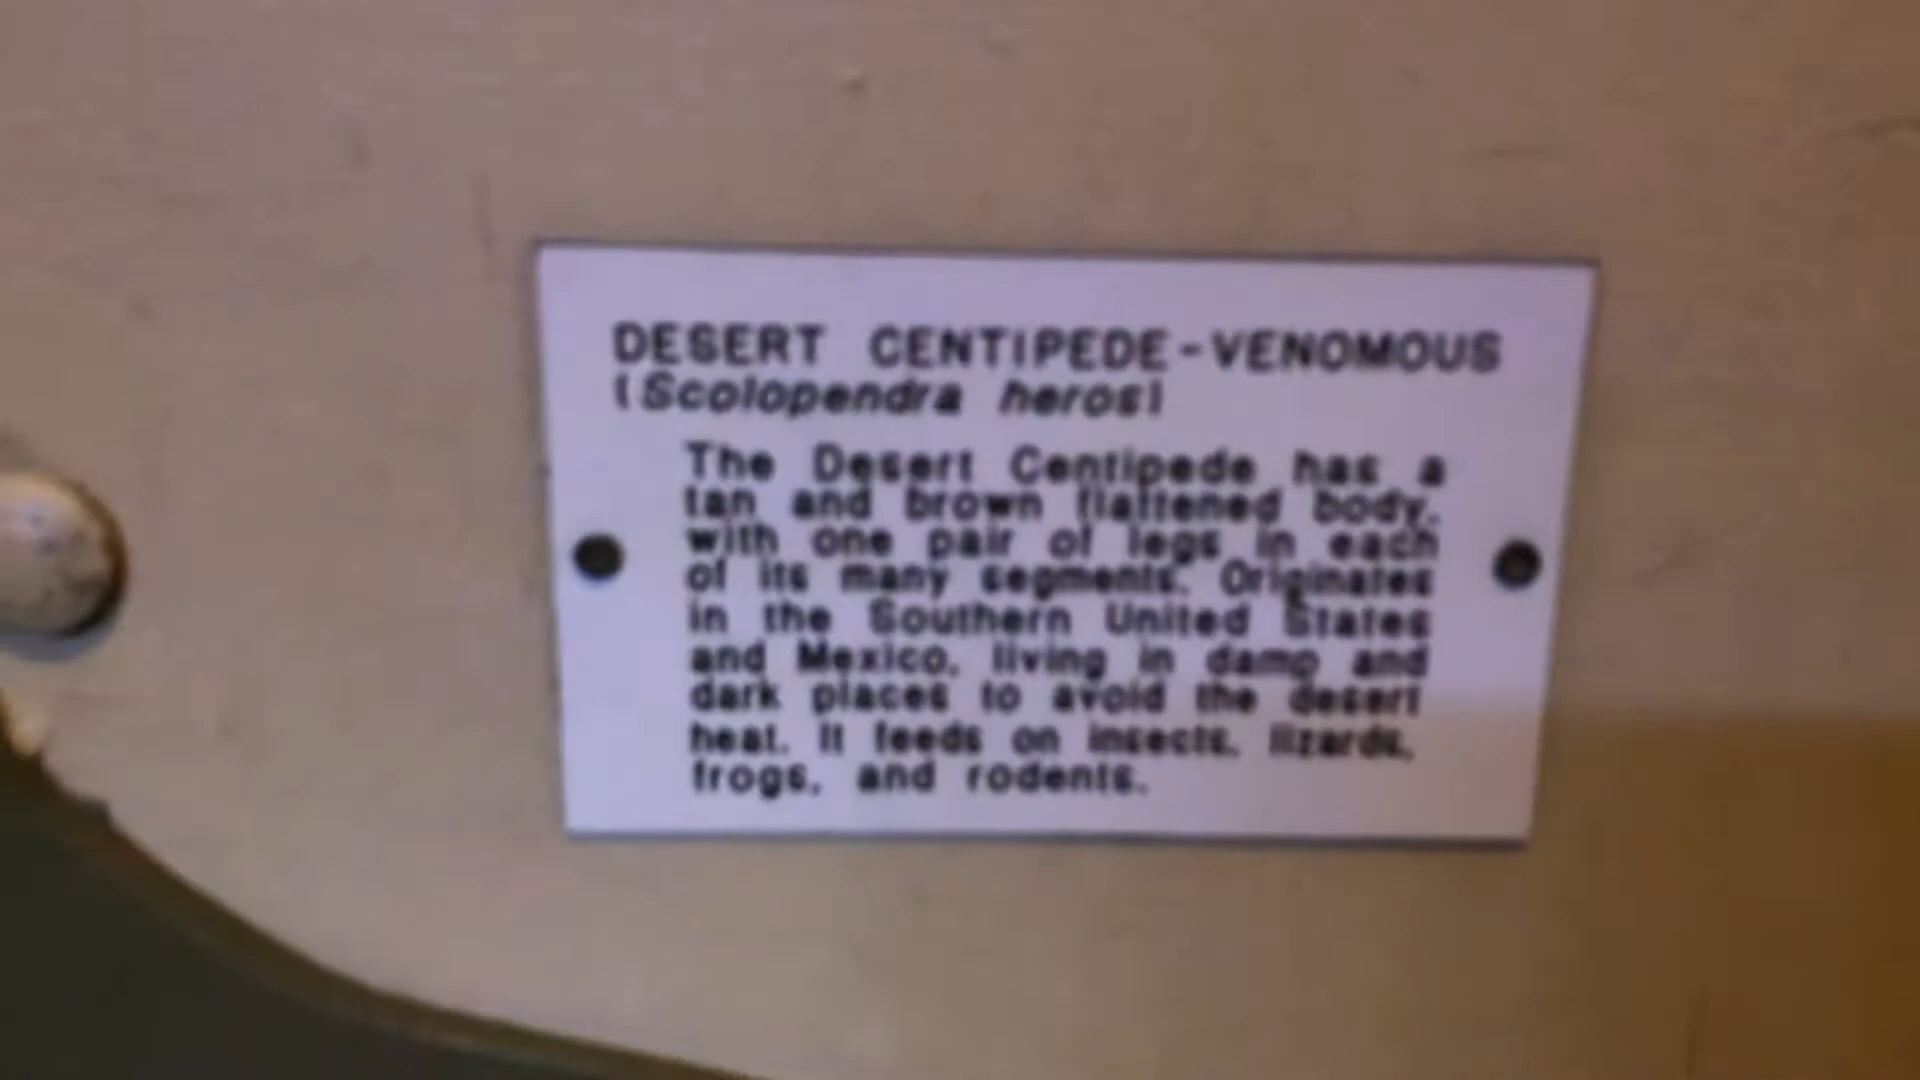 DESERT CENTIPEDE-VENOMOUS
(Scolopendra heros)
The Desert Centipede has a
tan and brown flattened body,
with one pair of legs in each
of its many segments. Originates
in the Southern United States
and Mexico, living in damp and
dark places to avoid the desert
heat. It feeds on insects, lizards,
frogs, and rodents.